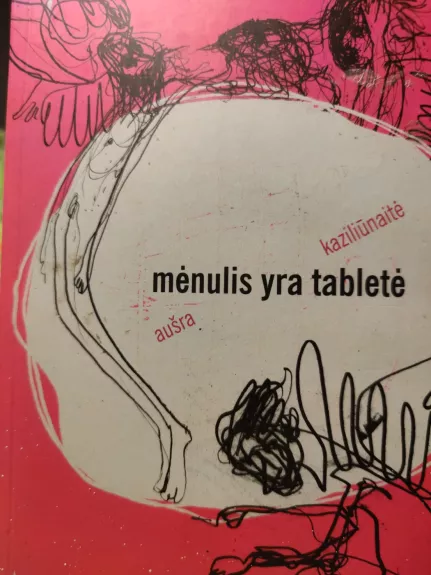 kaziliūnaitė
mėnulis yra tabletė
aušra